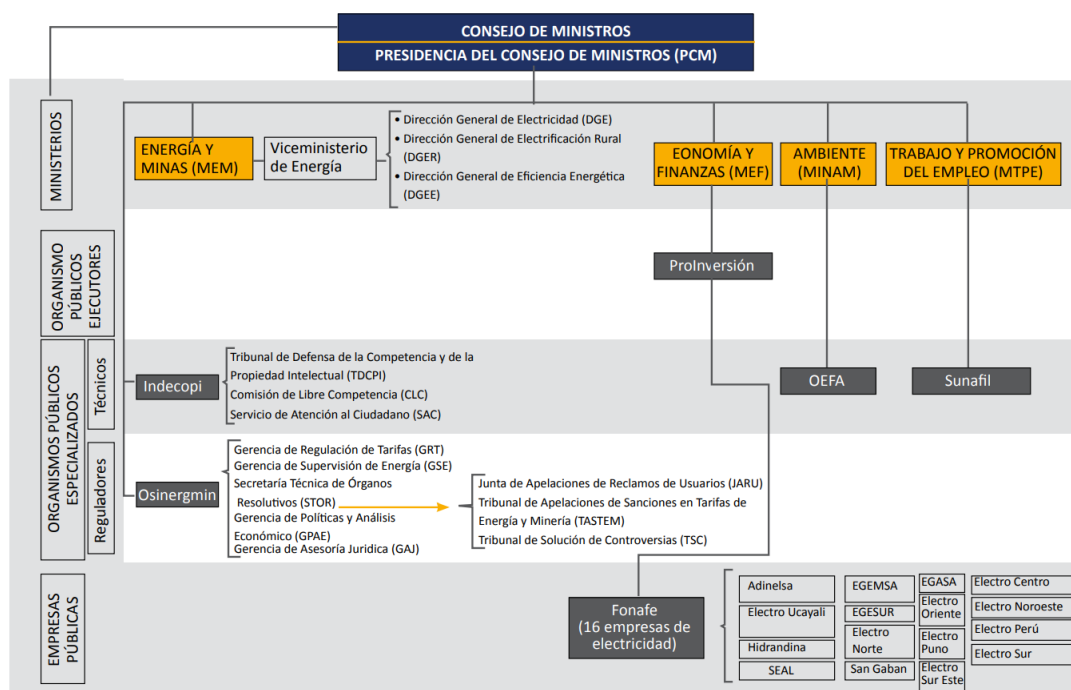 CONSEJO DE MINISTROS
PRESIDENCIA DEL CONSEJO DE MINISTROS (PCM)
MINISTERIOS
ENERGÍA Y
MINAS (MEM)
Viceministerio
de Energía
• Dirección General de Electricidad (DGE)
• Dirección General de Electrificación Rural
(DGER)
• Dirección General de Eficiencia Energética
(DGEE)
EONOMÍA Y
FINANZAS (MEF)
AMBIENTE
(MINAM)
TRABAJO Y PROMOCIÓN
DEL EMPLEO (MTPE)
ORGANISMO
PÚBLICOS
EJECUTORES
ProInversión
ORGANISMOS PÚBLICOS
ESPECIALIZADOS
Técnicos
Indecopi
Tribunal de Defensa de la Competencia y de la
Propiedad Intelectual (TDCPI)
Comisión de Libre Competencia (CLC)
Servicio de Atención al Ciudadano (SAC)
OEFA
Sunafil
Reguladores
Osinergmin
Gerencia de Regulación de Tarifas (GRT)
Gerencia de Supervisión de Energía (GSE)
Secretaría Técnica de Órganos
Resolutivos (STOR)
Gerencia de Políticas y Análisis
Económico (GPAE)
Gerencia de Asesoría Juridica (GAJ)
Junta de Apelaciones de Reclamos de Usuarios (JARU)
Tribunal de Apelaciones de Sanciones en Tarifas de
Energía y Minería (TASTEM)
Tribunal de Solución de Controversias (TSC)
EMPRESAS
PÚBLICAS
Fonafe
(16 empresas de
electricidad)
Adinelsa
Electro Ucayali
Hidrandina
SEAL
EGEMSA
EGESUR
Electro
Norte
San Gaban
EGASA
Electro
Oriente
Electro
Puno
Electro
Sur Este
Electro Centro
Electro Noroeste
Electro Perú
Electro Sur